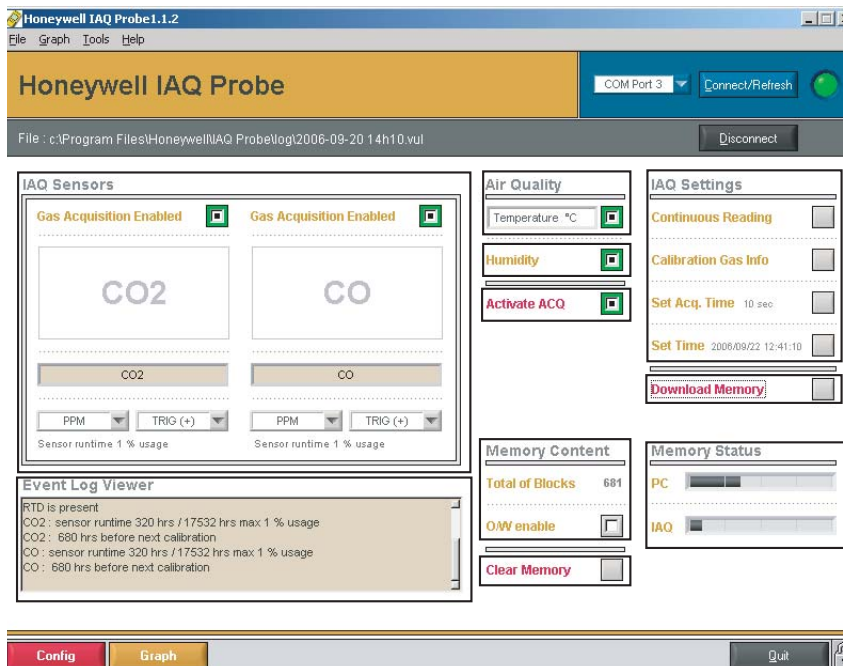 Honeywell IAQ Probe1.1.2
File Graph Tools Help
Honeywell IAQ Probe
COM Port 3
Connect/Refresh
File : c:\Program Files\Honeywell\IAQ Probe\log\2006-09-20 14h10.vul
Disconnect
IAQ Sensors
Gas Acquisition Enabled
Gas Acquisition Enabled
CO2
CO
CO2
CO
PPM
TRIG (+)
PPM
TRIG (+)
Sensor runtime 1 % usage
Sensor runtime 1 % usage
Air Quality
Temperature °C
Humidity
Activate ACQ
IAQ Settings
Continuous Reading
Calibration Gas Info
Set Acq. Time 10 sec
Set Time 2006/09/22 12:41:10
Download Memory
Event Log Viewer
RTD is present
CO2 : sensor runtime 320 hrs / 17532 hrs max 1 % usage
CO2 : 680 hrs before next calibration
CO : sensor runtime 320 hrs / 17532 hrs max 1 % usage
CO : 680 hrs before next calibration
Memory Content
Total of Blocks 681
O/W enable
Clear Memory
Memory Status
PC
IAQ
Config
Graph
Quit